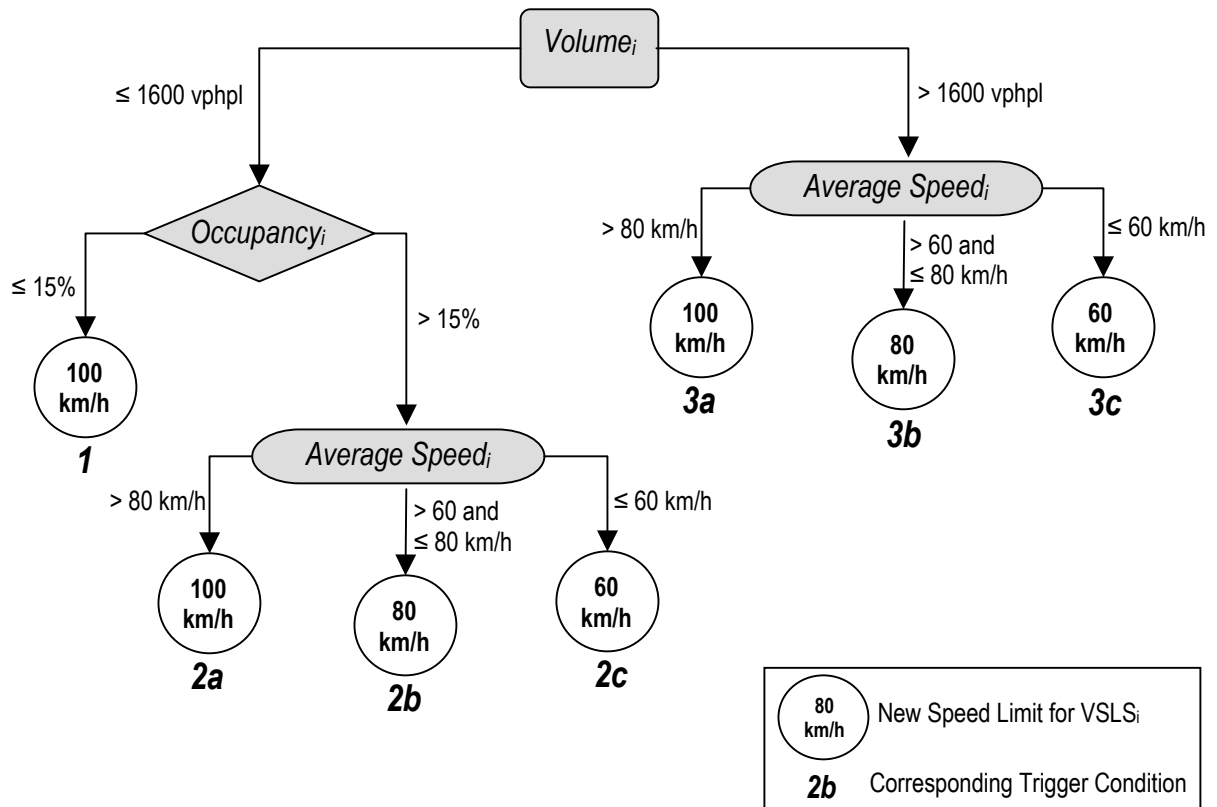 Volumei
≤ 1600 vphpl
> 1600 vphpl
Occupancyi
≤ 15%
> 15%
100
km/h
1
Average Speedi
> 80 km/h
> 60 and
≤ 80 km/h
≤ 60 km/h
100
km/h
2a
80
km/h
2b
60
km/h
2c
Average Speedi
> 80 km/h
> 60 and
≤ 80 km/h
≤ 60 km/h
100
km/h
3a
80
km/h
3b
60
km/h
3c
80
km/h
New Speed Limit for VSLSi
2b
Corresponding Trigger Condition